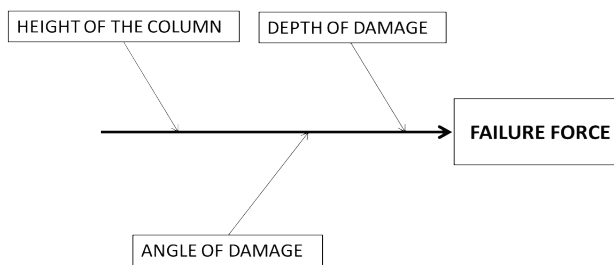 HEIGHT OF THE COLUMN
DEPTH OF DAMAGE
FAILURE FORCE
ANGLE OF DAMAGE